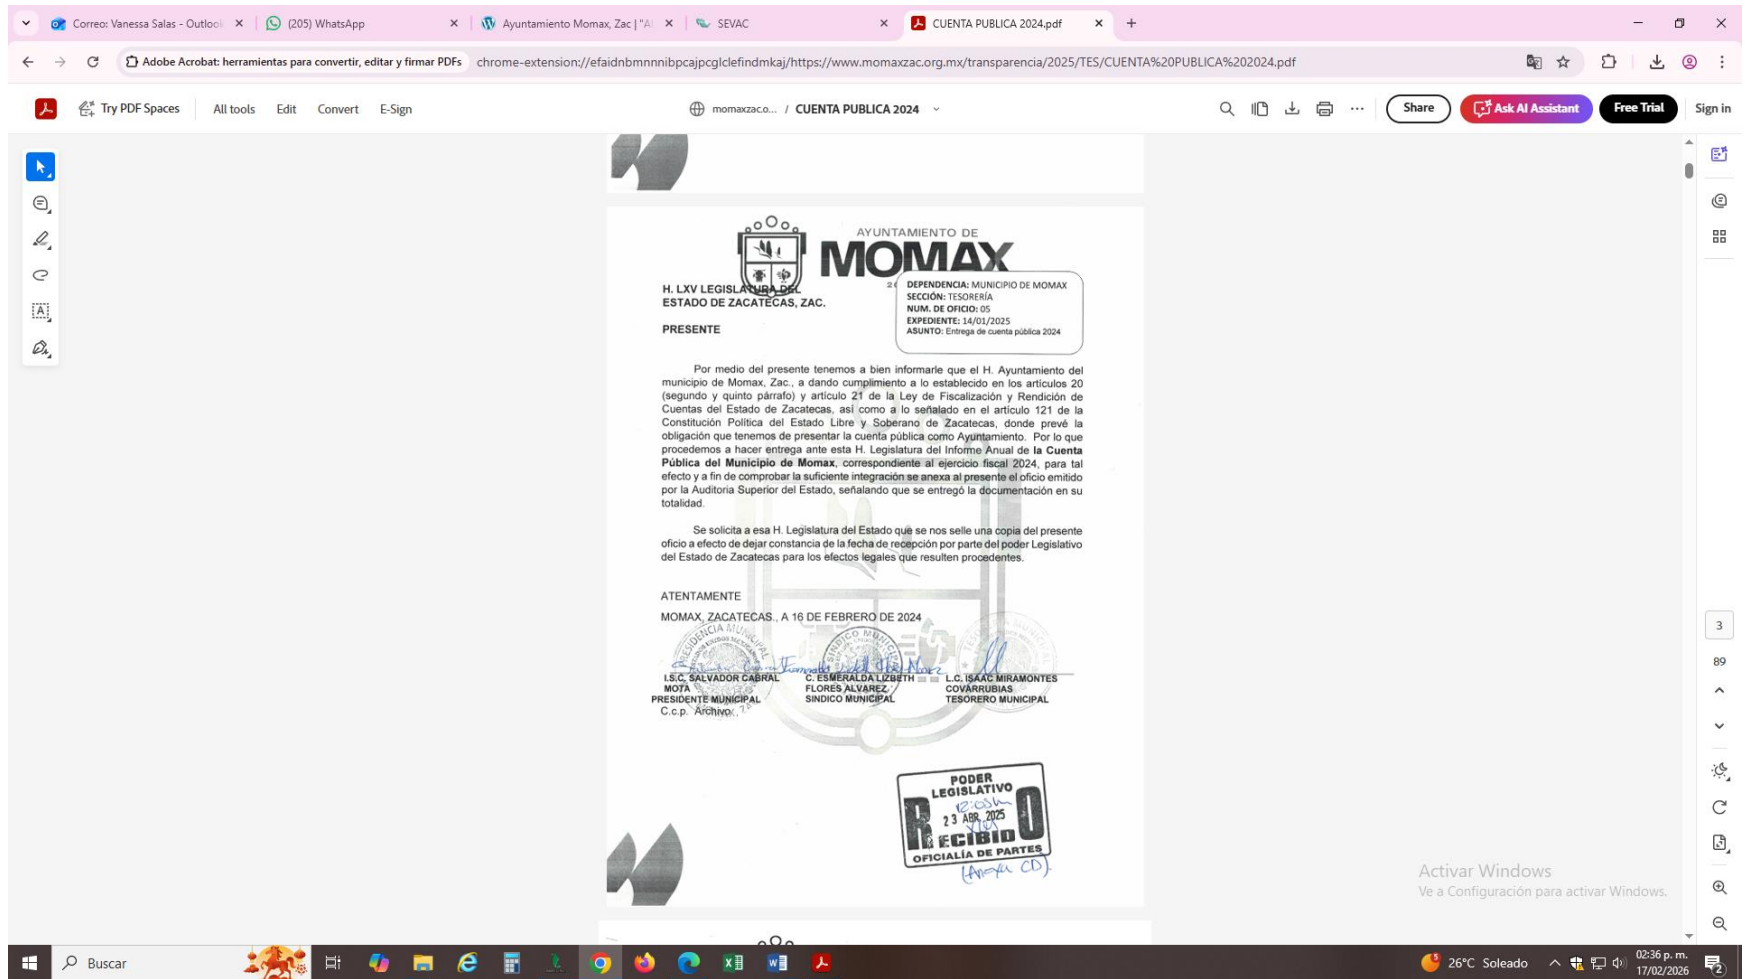 Correo: Vanessa Salas - Outlook
(205) WhatsApp
Ayuntamiento Momax, Zac | "A
SEVAC
CUENTA PUBLICA 2024.pdf
Adobe Acrobat: herramientas para convertir, editar y firmar PDFs
chrome-extension://efaidnbmnnnibpcajpcglclefindmkaj/https://www.momaxzac.org.mx/transparencia/2025/TES/CUENTA%20PUBLICA%202024.pdf
Try PDF Spaces
All tools
Edit
Convert
E-Sign
momaxzac.o... / CUENTA PUBLICA 2024
Share
Ask AI Assistant
Free Trial
Sign in
AYUNTAMIENTO DE
MOMAX
H. LXV LEGISLATURA DEL
ESTADO DE ZACATECAS, ZAC.
PRESENTE
DEPENDENCIA: MUNICIPIO DE MOMAX
SECCIÓN: TESORERÍA
NUM. DE OFICIO: 05
EXPEDIENTE: 14/01/2025
ASUNTO: Entrega de cuenta pública 2024
Por medio del presente tenemos a bien informarle que el H. Ayuntamiento del
municipio de Momax, Zac., a dando cumplimiento a lo establecido en los artículos 20
(segundo y quinto párrafo) y artículo 21 de la Ley de Fiscalización y Rendición de
Cuentas del Estado de Zacatecas, así como a lo señalado en el artículo 121 de la
Constitución Política del Estado Libre y Soberano de Zacatecas, donde prevé la
obligación que tenemos de presentar la cuenta pública como Ayuntamiento. Por lo que
procedemos a hacer entrega ante esta H. Legislatura del Informe Anual de la Cuenta
Pública del Municipio de Momax, correspondiente al ejercicio fiscal 2024, para tal
efecto y a fin de comprobar la suficiente integración se anexa al presente el oficio emitido
por la Auditoria Superior del Estado, señalando que se entregó la documentación en su
totalidad.
Se solicita a esa H. Legislatura del Estado que se nos selle una copia del presente
oficio a efecto de dejar constancia de la fecha de recepción por parte del poder Legislativo
del Estado de Zacatecas para los efectos legales que resulten procedentes.
ATENTAMENTE
MOMAX, ZACATECAS., A 16 DE FEBRERO DE 2024
I.S.C. SALVADOR CABRAL
MOTA
PRESIDENTE MUNICIPAL
C. ESMERALDA LIZBETH
FLORES ALVAREZ
SINDICO MUNICIPAL
L.C. ISAAC MIRAMONTES
COVARRUBIAS
TESORERO MUNICIPAL
C.c.p. Archivo.
PODER
LEGISLATIVO
12:05h
23 ABR 2025
RECIBIDO
OFICIALÍA DE PARTES
(Anexa CD)
3
89
Activar Windows
Ve a Configuración para activar Windows.
Buscar
5
26°C Soleado
02:36 p. m.
17/02/2026
2